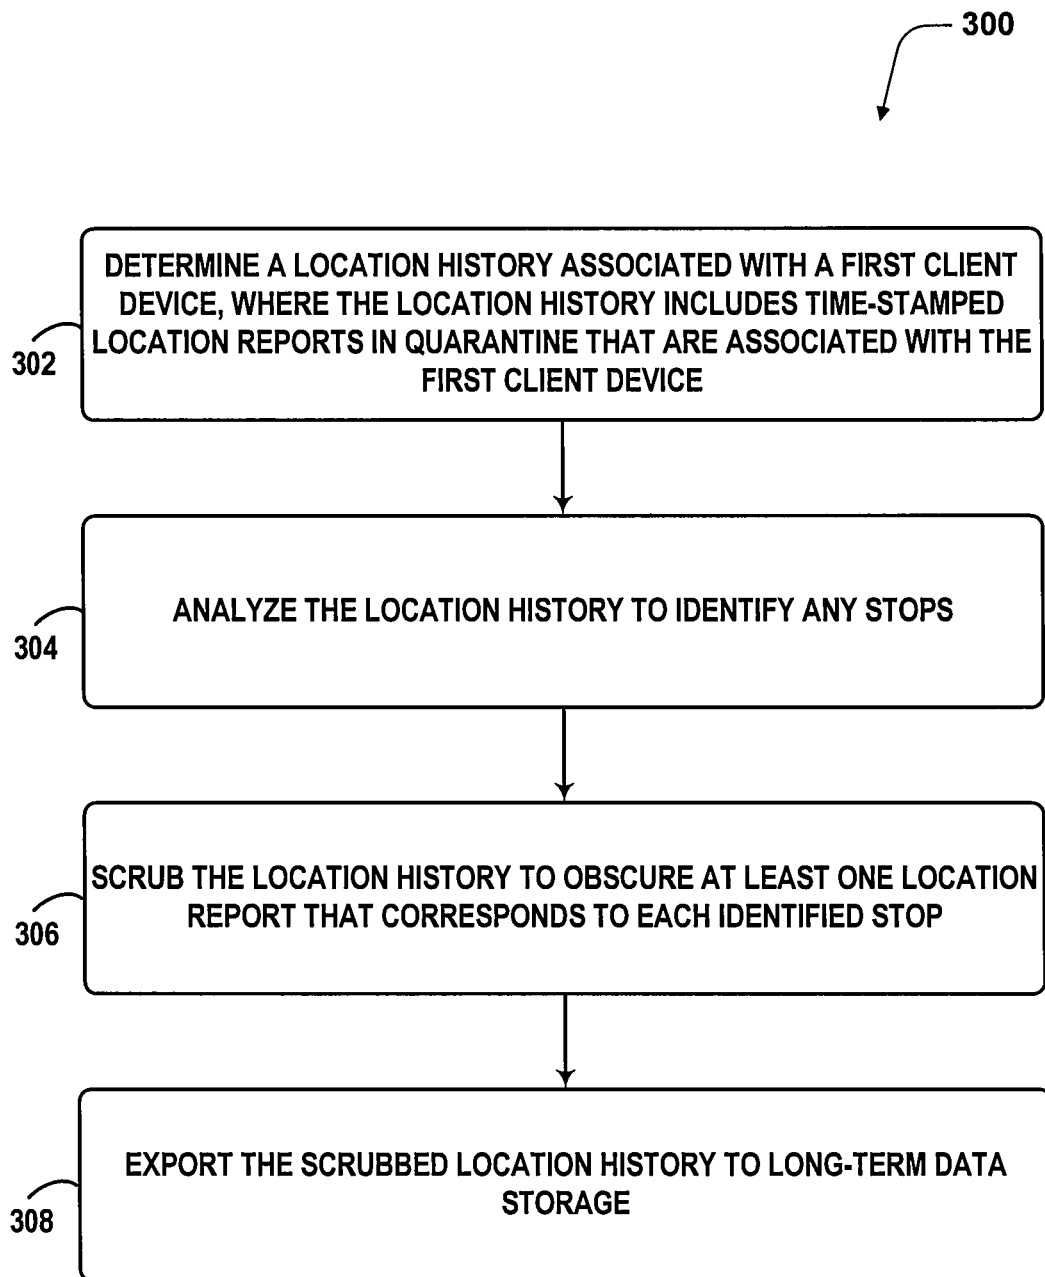 300
DETERMINE A LOCATION HISTORY ASSOCIATED WITH A FIRST CLIENT
DEVICE, WHERE THE LOCATION HISTORY INCLUDES TIME-STAMPED
LOCATION REPORTS IN QUARANTINE THAT ARE ASSOCIATED WITH THE
FIRST CLIENT DEVICE
302
ANALYZE THE LOCATION HISTORY TO IDENTIFY ANY STOPS
304
SCRUB THE LOCATION HISTORY TO OBSCURE AT LEAST ONE LOCATION
REPORT THAT CORRESPONDS TO EACH IDENTIFIED STOP
306
EXPORT THE SCRUBBED LOCATION HISTORY TO LONG-TERM DATA
STORAGE
308